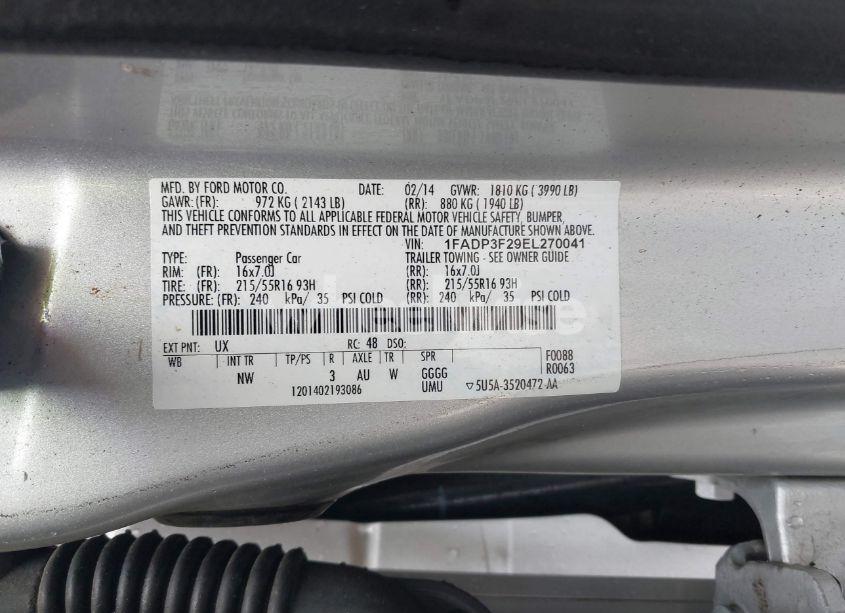 MFD. BY FORD MOTOR CO. DATE: 02/14 GVWR: 1810 KG ( 3990 LB)
GAWR: (FR): 972 KG ( 2143 LB) (RR): 880 KG ( 1940 LB)
THIS VEHICLE CONFORMS TO ALL APPLICABLE FEDERAL MOTOR VEHICLE SAFETY, BUMPER,
AND THEFT PREVENTION STANDARDS IN EFFECT ON THE DATE OF MANUFACTURE SHOWN ABOVE.
VIN: 1FADP3F29EL270041
TYPE: Passenger Car TRAILER TOWING - SEE OWNER GUIDE
RIM: (FR): 16x7.0J (RR): 16x7.0J
TIRE: (FR): 215/55R16 93H (RR): 215/55R16 93H
PRESSURE: (FR): 240 kPa/ 35 PSI COLD (RR): 240 kPa/ 35 PSI COLD
EXT PNT: UX RC: 48 DSO:
WB INT TR TP/PS R AXLE TR SPR F0088
NW 3 AU W GGGG R0063
1201402193086 UMU ▽5U5A-3520472-AA